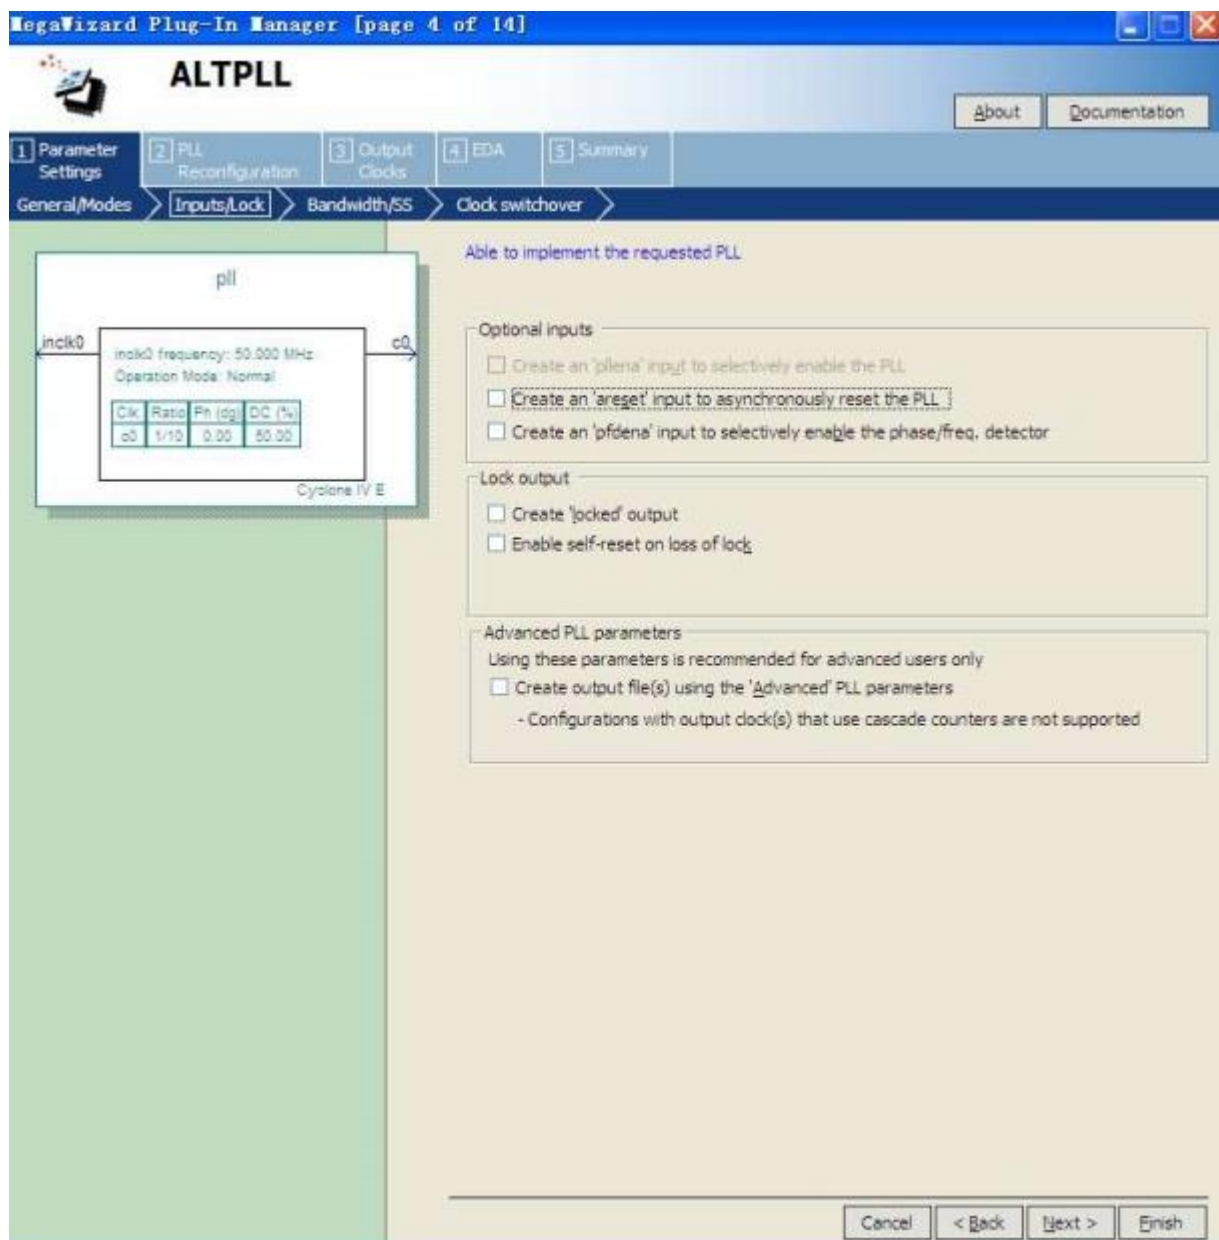 MegaWizard Plug-In Manager [page 4 of 14]
ALTPLL
About
Documentation
1 Parameter Settings
2 PLL Reconfiguration
3 Output Clocks
4 EDA
5 Summary
General/Modes
Inputs/Lock
Bandwidth/SS
Clock switchover
Able to implement the requested PLL
pll
inclk0
c0
inclk0 frequency: 50.000 MHz
Operation Mode: Normal
Clk Ratio Ph (dg) DC (%)
c0 1/10 0.00 50.00
Cyclone IV E
Optional inputs
Create an 'pllena' input to selectively enable the PLL
Create an 'areset' input to asynchronously reset the PLL
Create an 'pfdena' input to selectively enable the phase/freq. detector
Lock output
Create 'locked' output
Enable self-reset on loss of lock
Advanced PLL parameters
Using these parameters is recommended for advanced users only
Create output file(s) using the 'Advanced' PLL parameters
- Configurations with output clock(s) that use cascade counters are not supported
Cancel
< Back
Next >
Finish